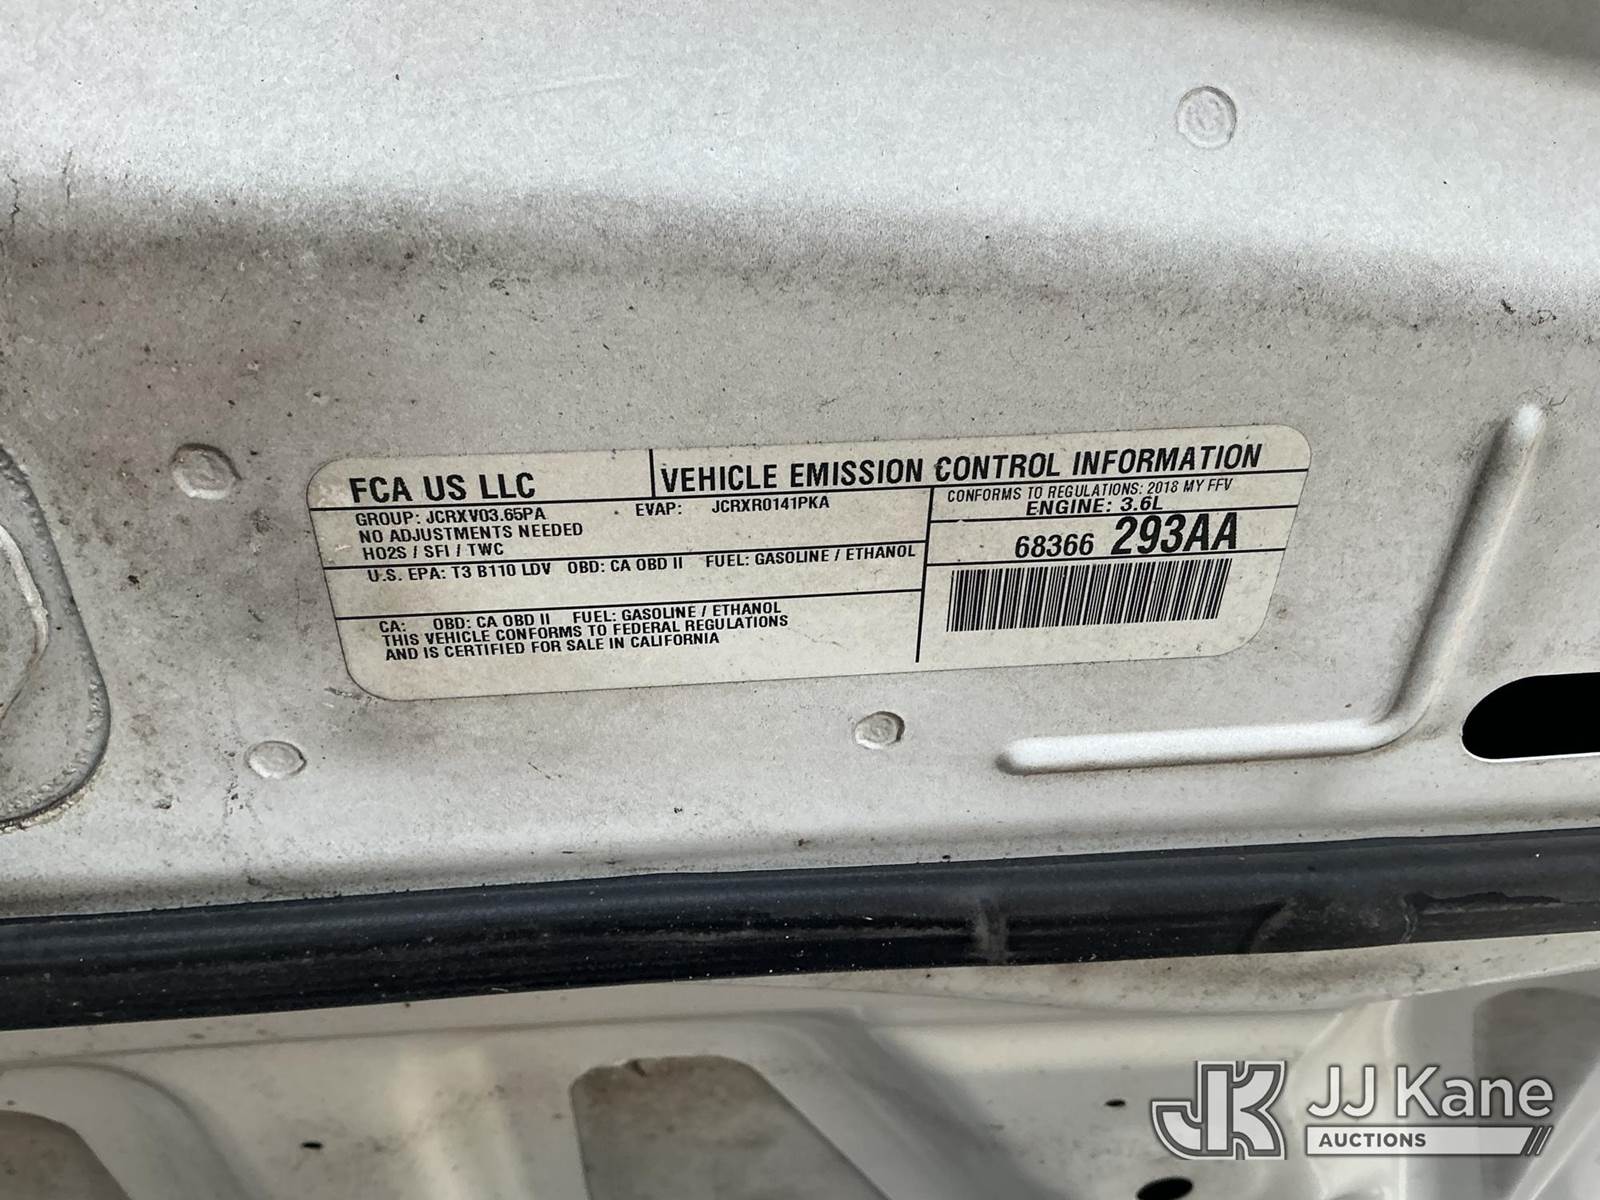 FCA US LLC
VEHICLE EMISSION CONTROL INFORMATION
GROUP: JCRXV03.65PA
EVAP: JCRXR0141PKA
NO ADJUSTMENTS NEEDED
HO2S / SFI / TWC
CONFORMS TO REGULATIONS: 2018 MY FFV
ENGINE: 3.6L
68366 293AA
U.S. EPA: T3 B110 LDV OBD: CA OBD II FUEL: GASOLINE / ETHANOL
CA: OBD: CA OBD II FUEL: GASOLINE / ETHANOL
THIS VEHICLE CONFORMS TO FEDERAL REGULATIONS
AND IS CERTIFIED FOR SALE IN CALIFORNIA
JK JJ Kane
AUCTIONS